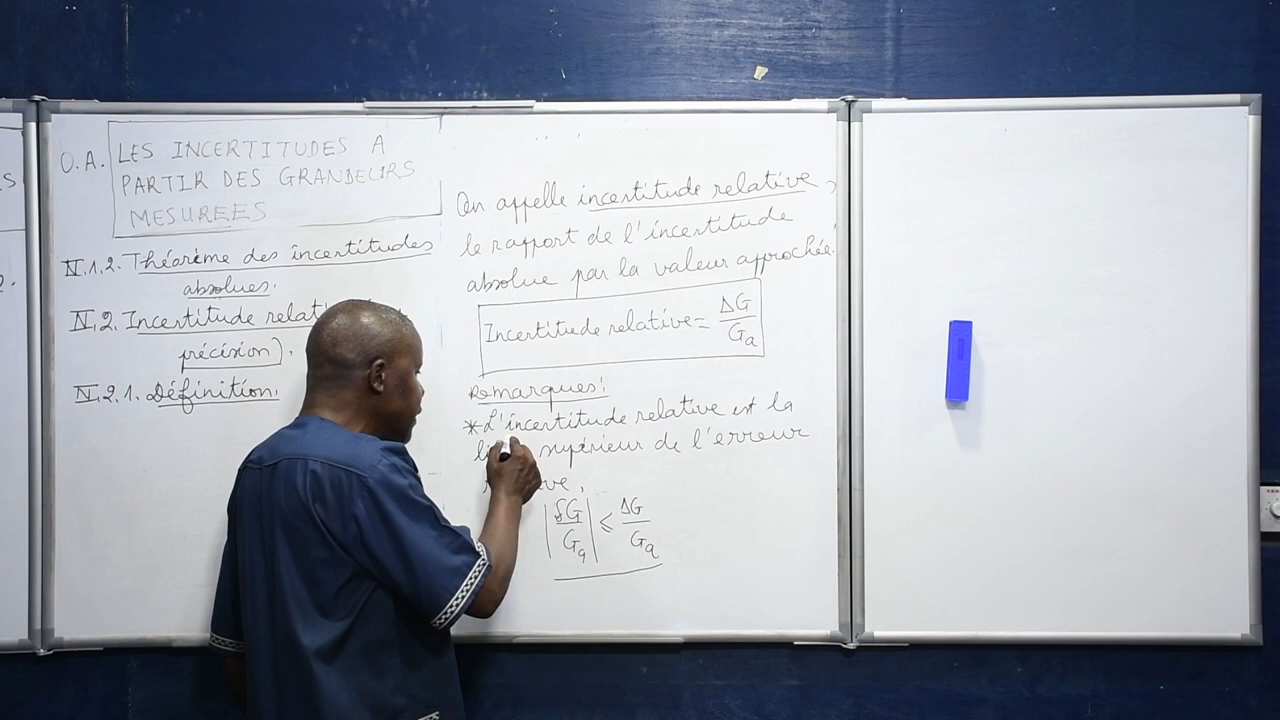 O.A. LES INCERTITUDES A
PARTIR DES GRANDEURS
MESUREES
IV.1.2. Théorème des incertitudes
absolues.
IV.2. Incertitude relati
précision).
IV.2.1. Définition.
On appelle incertitude relative,
le rapport de l'incertitude
absolue par la valeur approchée.
Incertitude relative = ΔG/Ga
Remarques:
* L'incertitude relative est la
supérieur de l'erreur
ve,
|δG/Ga| ⩽ ΔG/Ga